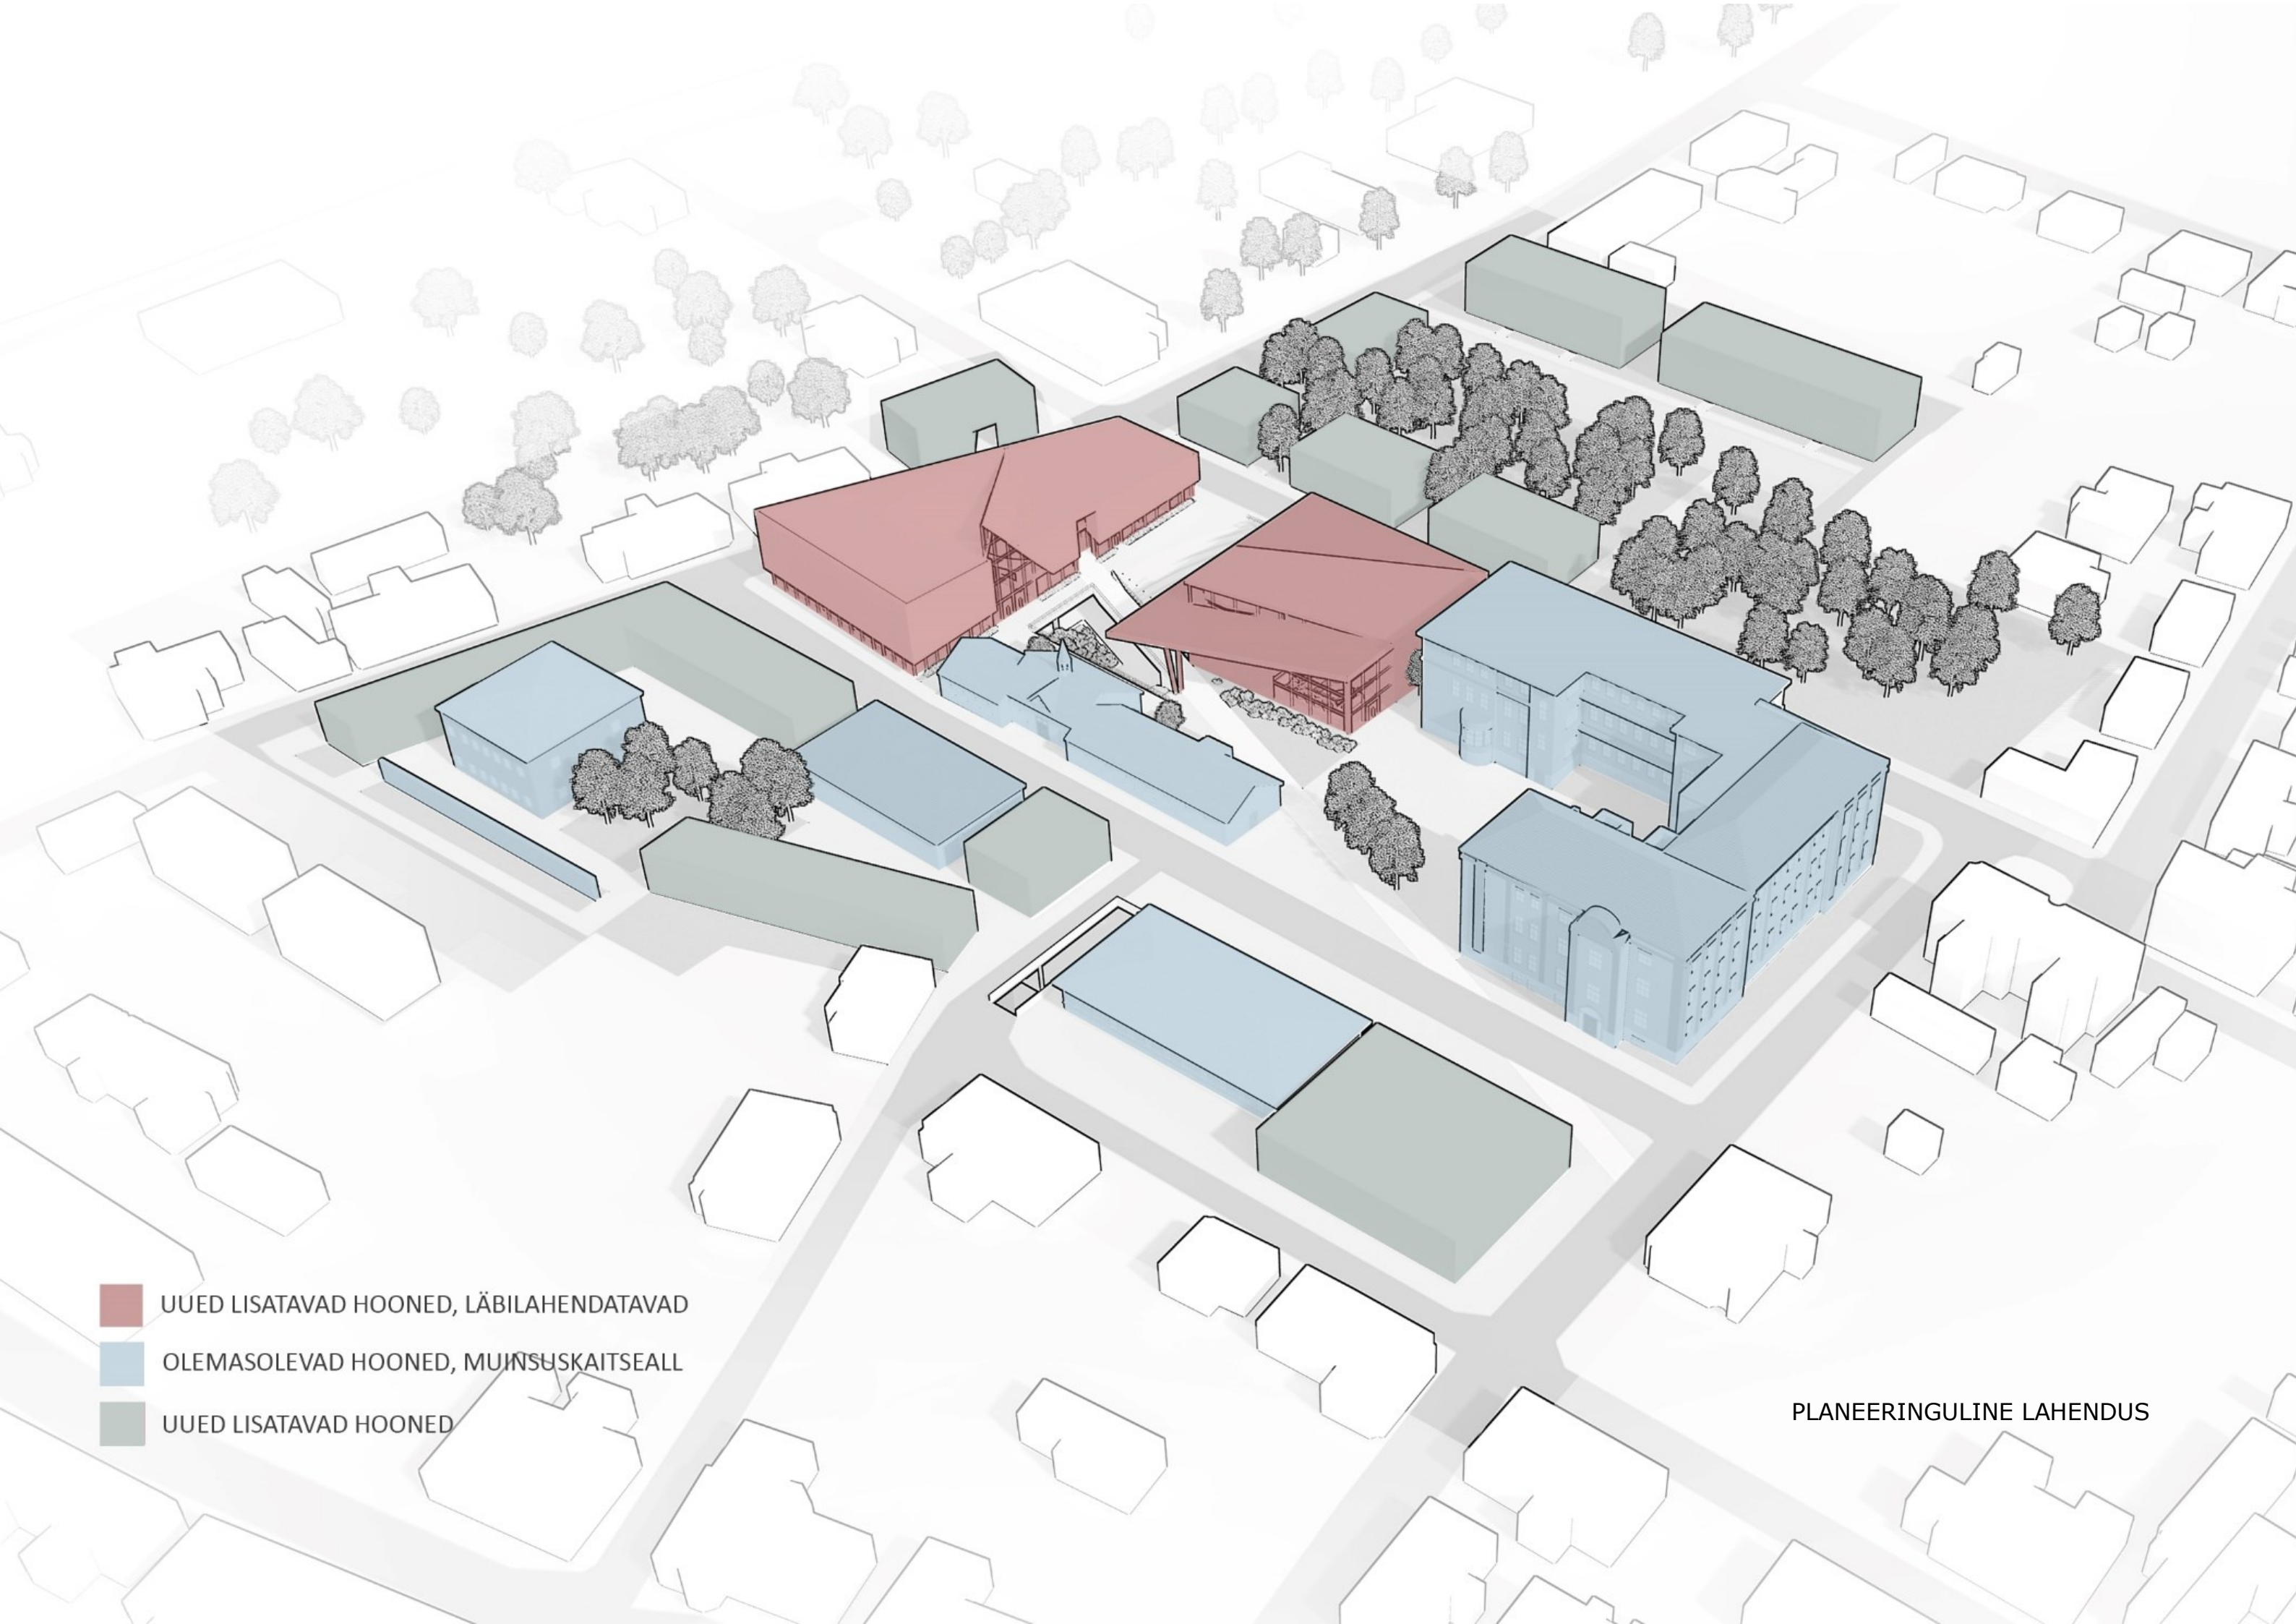 UUED LISATAVAD HOONED, LÄBILAHENDATAVAD
OLEMASOLEVAD HOONED, MUINSUSKAITSEALL
UUED LISATAVAD HOONED
PLANEERINGULINE LAHENDUS